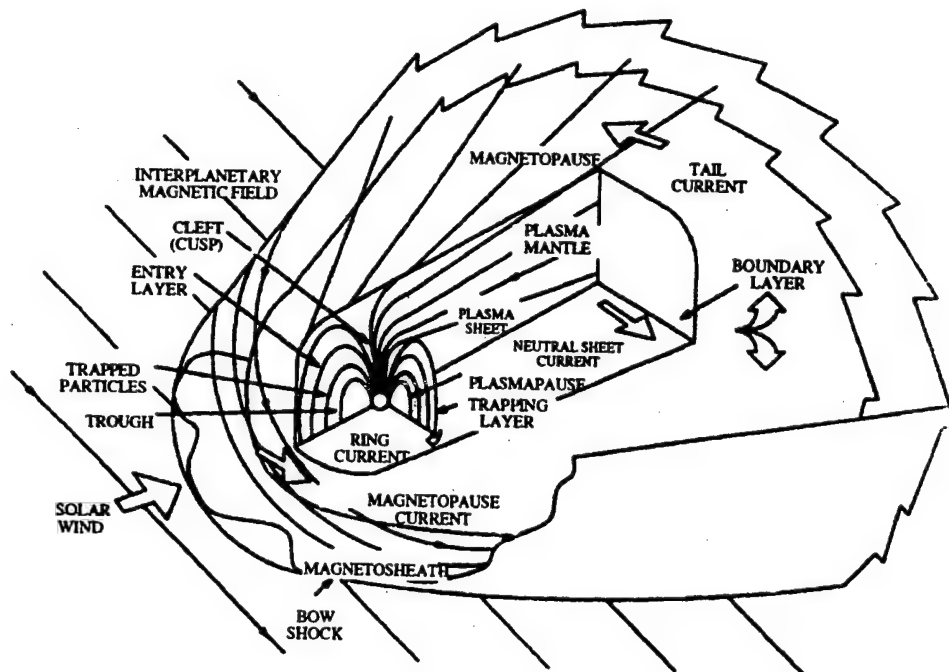 MAGNETOPAUSE
TAIL
CURRENT
INTERPLANETARY
MAGNETIC FIELD
CLEFT
(CUSP)
ENTRY
LAYER
PLASMA
MANTLE
BOUNDARY
LAYER
PLASMA
SHEET
NEUTRAL SHEET
CURRENT
TRAPPED
PARTICLES
TROUGH
PLASMAPAUSE
TRAPPING
LAYER
RING
CURRENT
SOLAR
WIND
MAGNETOPAUSE
CURRENT
MAGNETOSHEATH
BOW
SHOCK